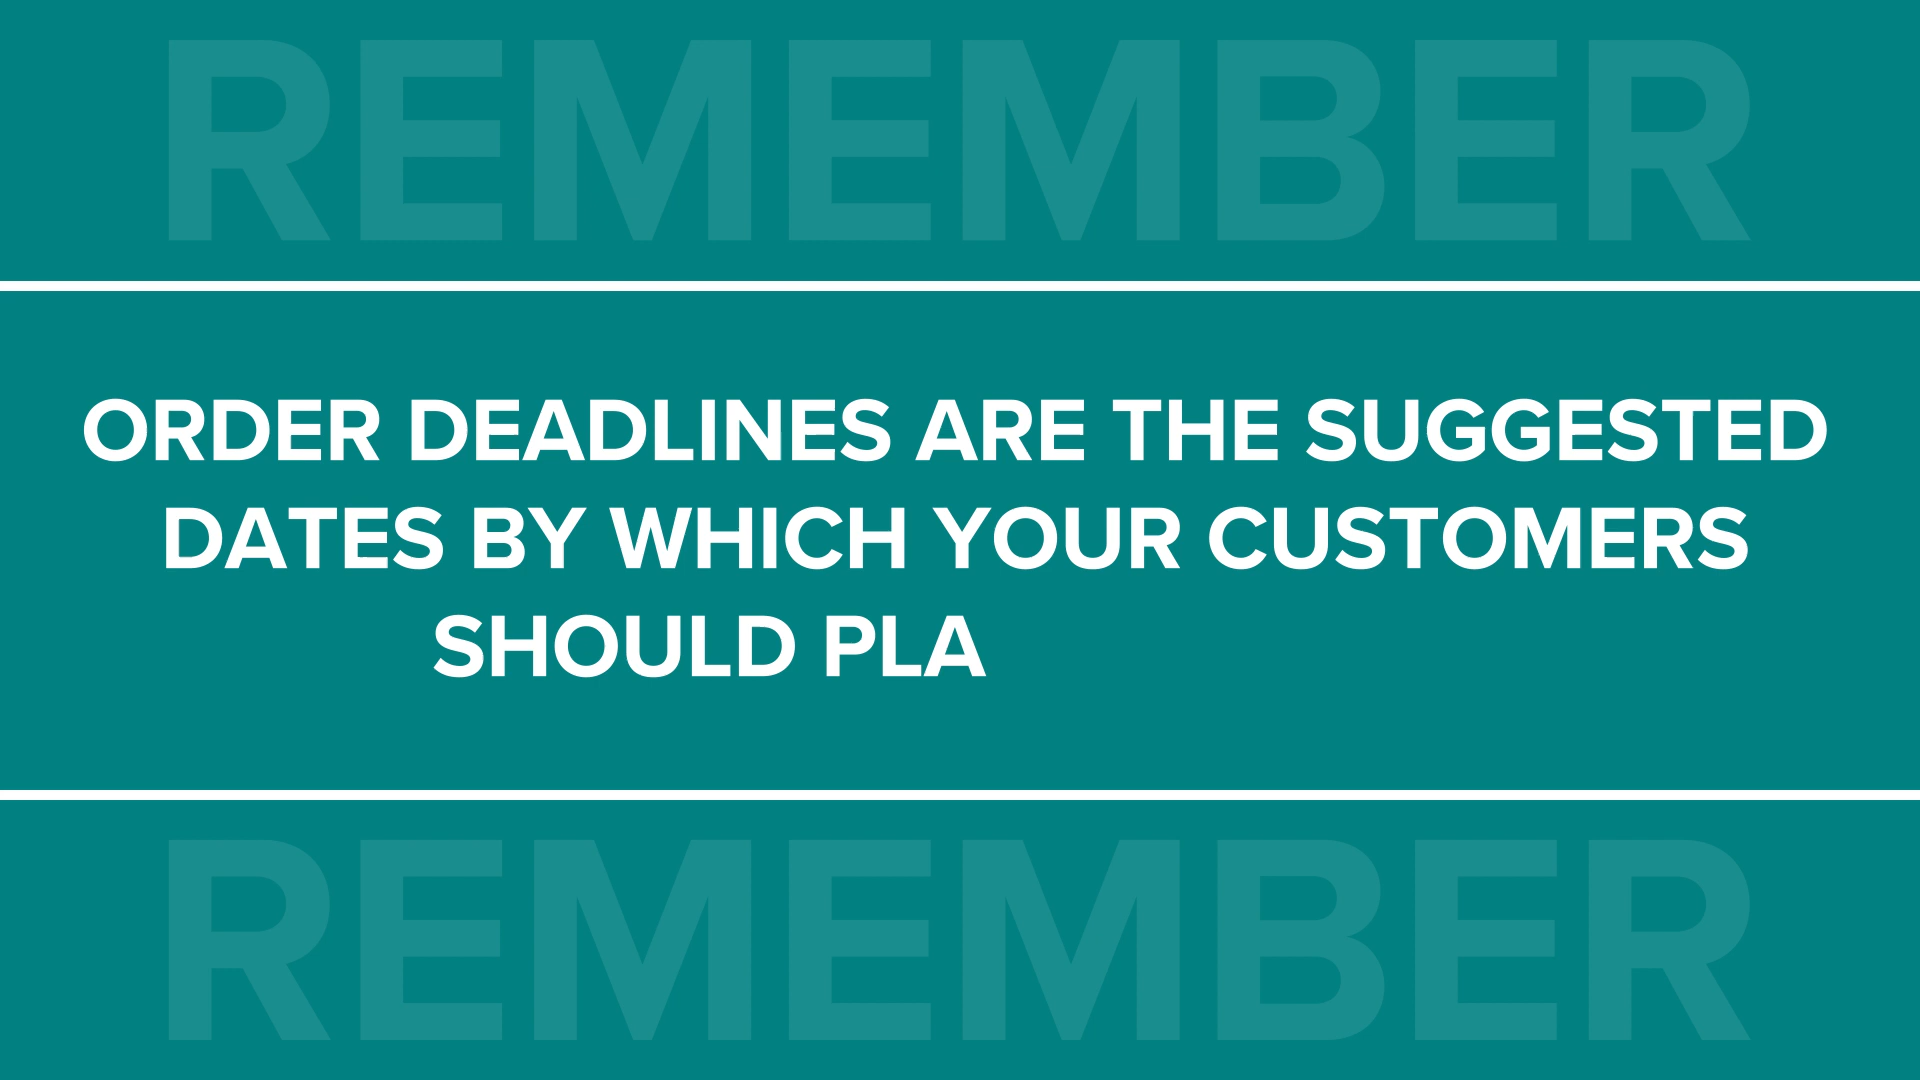 REMEMBER
ORDER DEADLINES ARE THE SUGGESTED
DATES BY WHICH YOUR CUSTOMERS
SHOULD PLA
REMEMBER